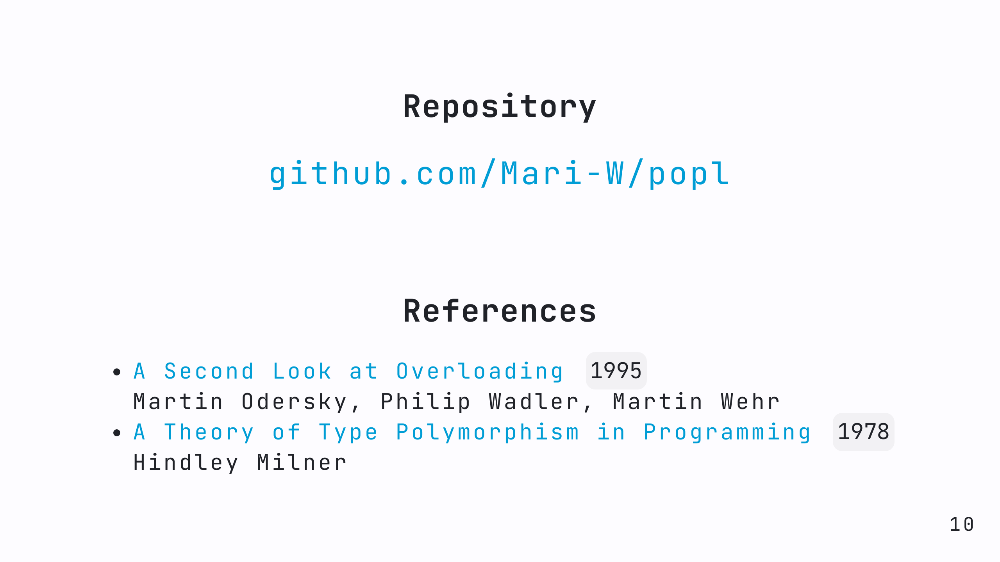 Repository
github.com/Mari-W/popl
References
• A Second Look at Overloading 1995
Martin Odersky, Philip Wadler, Martin Wehr
• A Theory of Type Polymorphism in Programming 1978
Hindley Milner
10